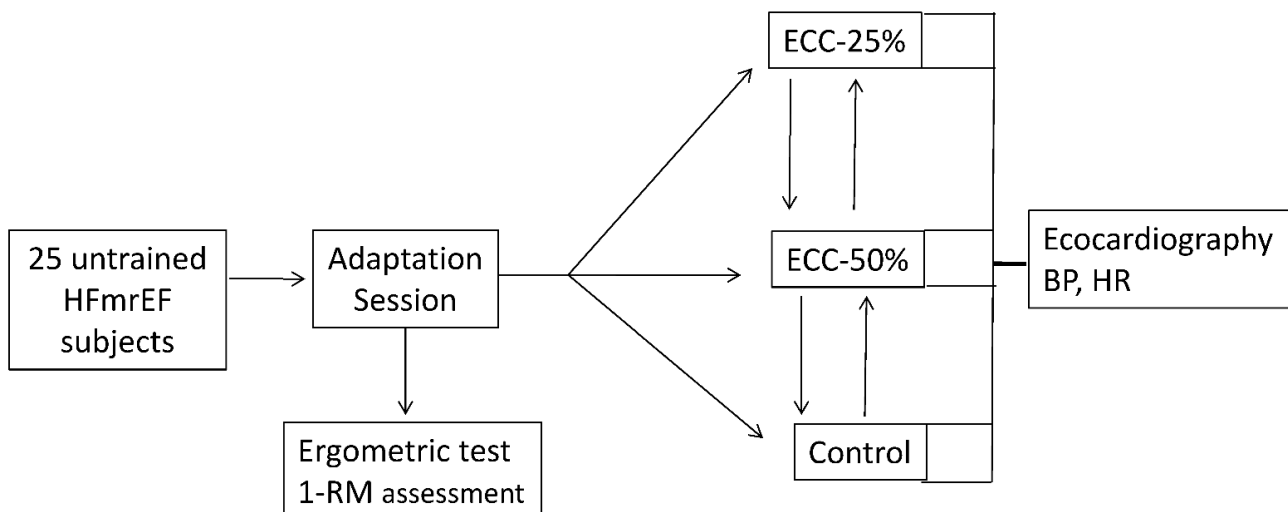 25 untrained
HFmrEF
subjects
Adaptation
Session
Ergometric test
1-RM assessment
ECC-25%
ECC-50%
Control
Ecocardiography
BP, HR